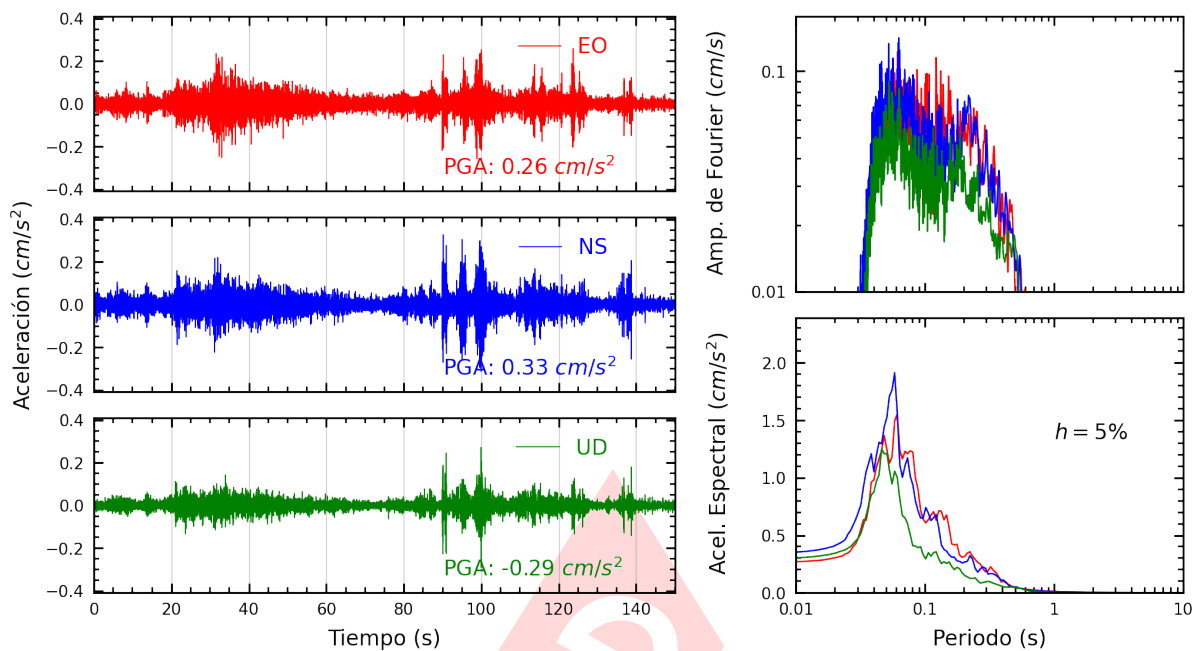 Aceleración (cm/s²)
0.4
0.2
0.0
−0.2
−0.4
EO
PGA: 0.26 cm/s²
0.4
0.2
0.0
−0.2
−0.4
NS
PGA: 0.33 cm/s²
0.4
0.2
0.0
−0.2
−0.4
UD
PGA: -0.29 cm/s²
0 20 40 60 80 100 120 140
Tiempo (s)
Amp. de Fourier (cm/s)
0.1
0.01
Acel. Espectral (cm/s²)
2.0
1.5
1.0
0.5
0.0
h = 5%
0.01 0.1 1 10
Periodo (s)